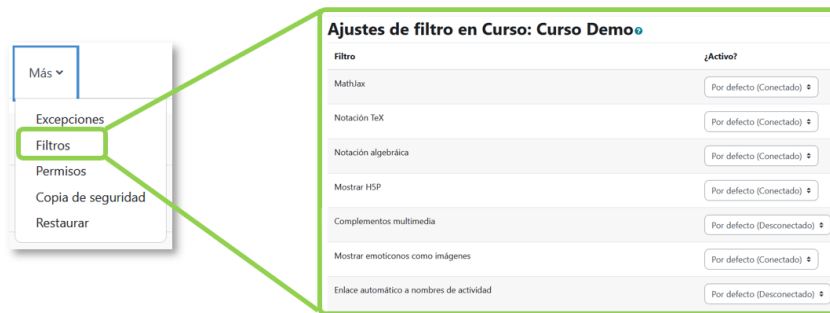 Más
Excepciones
Filtros
Permisos
Copia de seguridad
Restaurar
Ajustes de filtro en Curso: Curso Demo
Filtro ¿Activo?
MathJax Por defecto (Conectado)
Notación TeX Por defecto (Conectado)
Notación algebráica Por defecto (Conectado)
Mostrar H5P Por defecto (Conectado)
Complementos multimedia Por defecto (Desconectado)
Mostrar emoticonos como imágenes Por defecto (Conectado)
Enlace automático a nombres de actividad Por defecto (Desconectado)